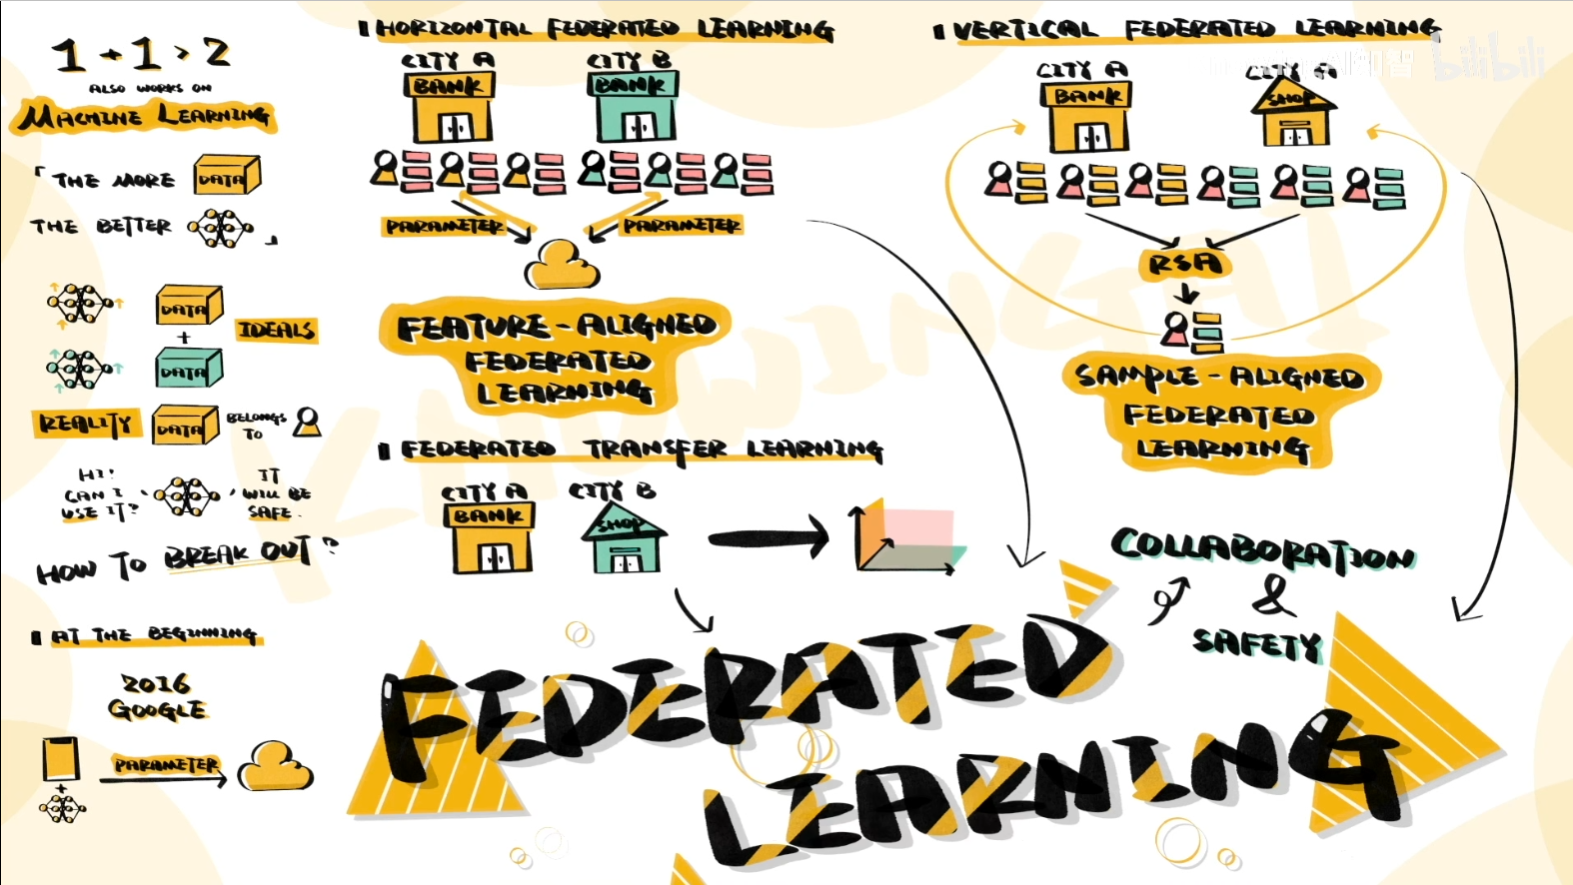 1 + 1 > 2
ALSO WORKS ON
MACHINE LEARNING
「THE MORE DATA
THE BETTER 」
DATA
+
DATA
IDEALS
REALITY DATA BELONGS TO
HI!
CAN I
USE IT?
IT
WILL BE
SAFE.
HOW TO BREAK OUT?
AT THE BEGINNING
2016
GOOGLE
PARAMETER
+
HORIZONTAL FEDERATED LEARNING
CITY A CITY B
BANK BANK
PARAMETER PARAMETER
FEATURE-ALIGNED
FEDERATED
LEARNING
FEDERATED TRANSFER LEARNING
CITY A CITY B
BANK SHOP
VERTICAL FEDERATED LEARNING
bilibili
CITY A CITY A
BANK SHOP
RSA
SAMPLE-ALIGNED
FEDERATED
LEARNING
COLLABORATION
&
SAFETY
FEDERATED
LEARNING
KNOWINGAI